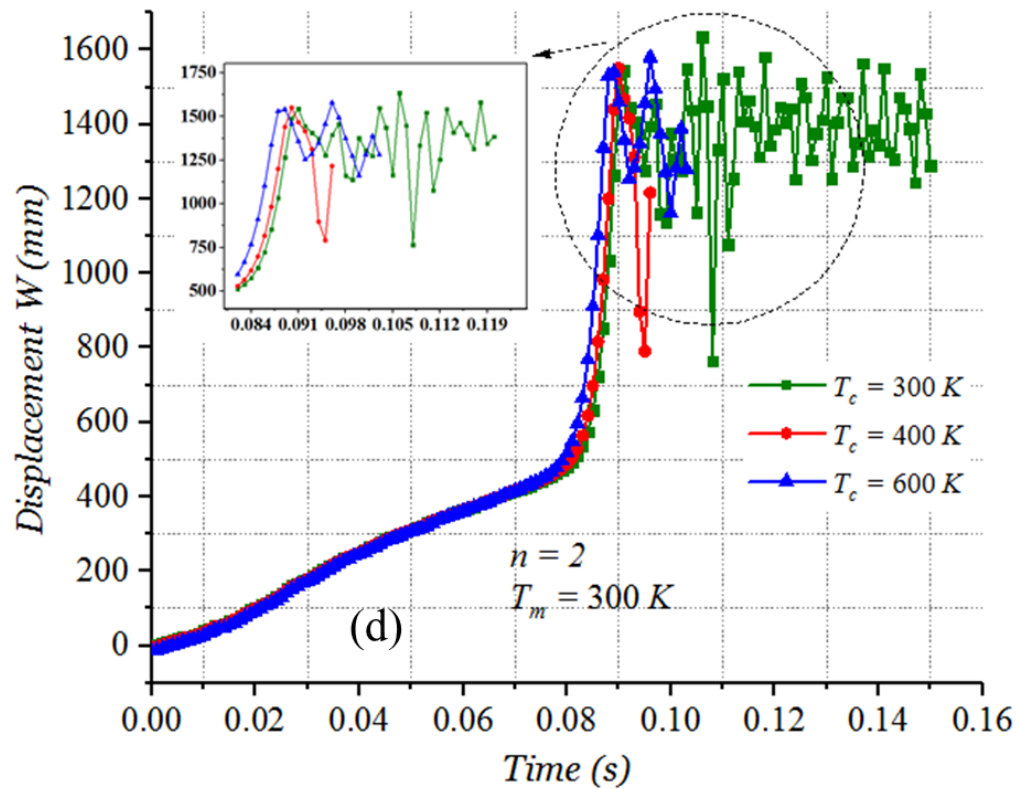 1600
1400
1200
1000
800
600
400
200
0
Displacement W (mm)
1750
1500
1250
1000
750
500
0.084 0.091 0.098 0.105 0.112 0.119
T_c = 300 K
T_c = 400 K
T_c = 600 K
n = 2
T_m = 300 K
(d)
0.00 0.02 0.04 0.06 0.08 0.10 0.12 0.14 0.16
Time (s)